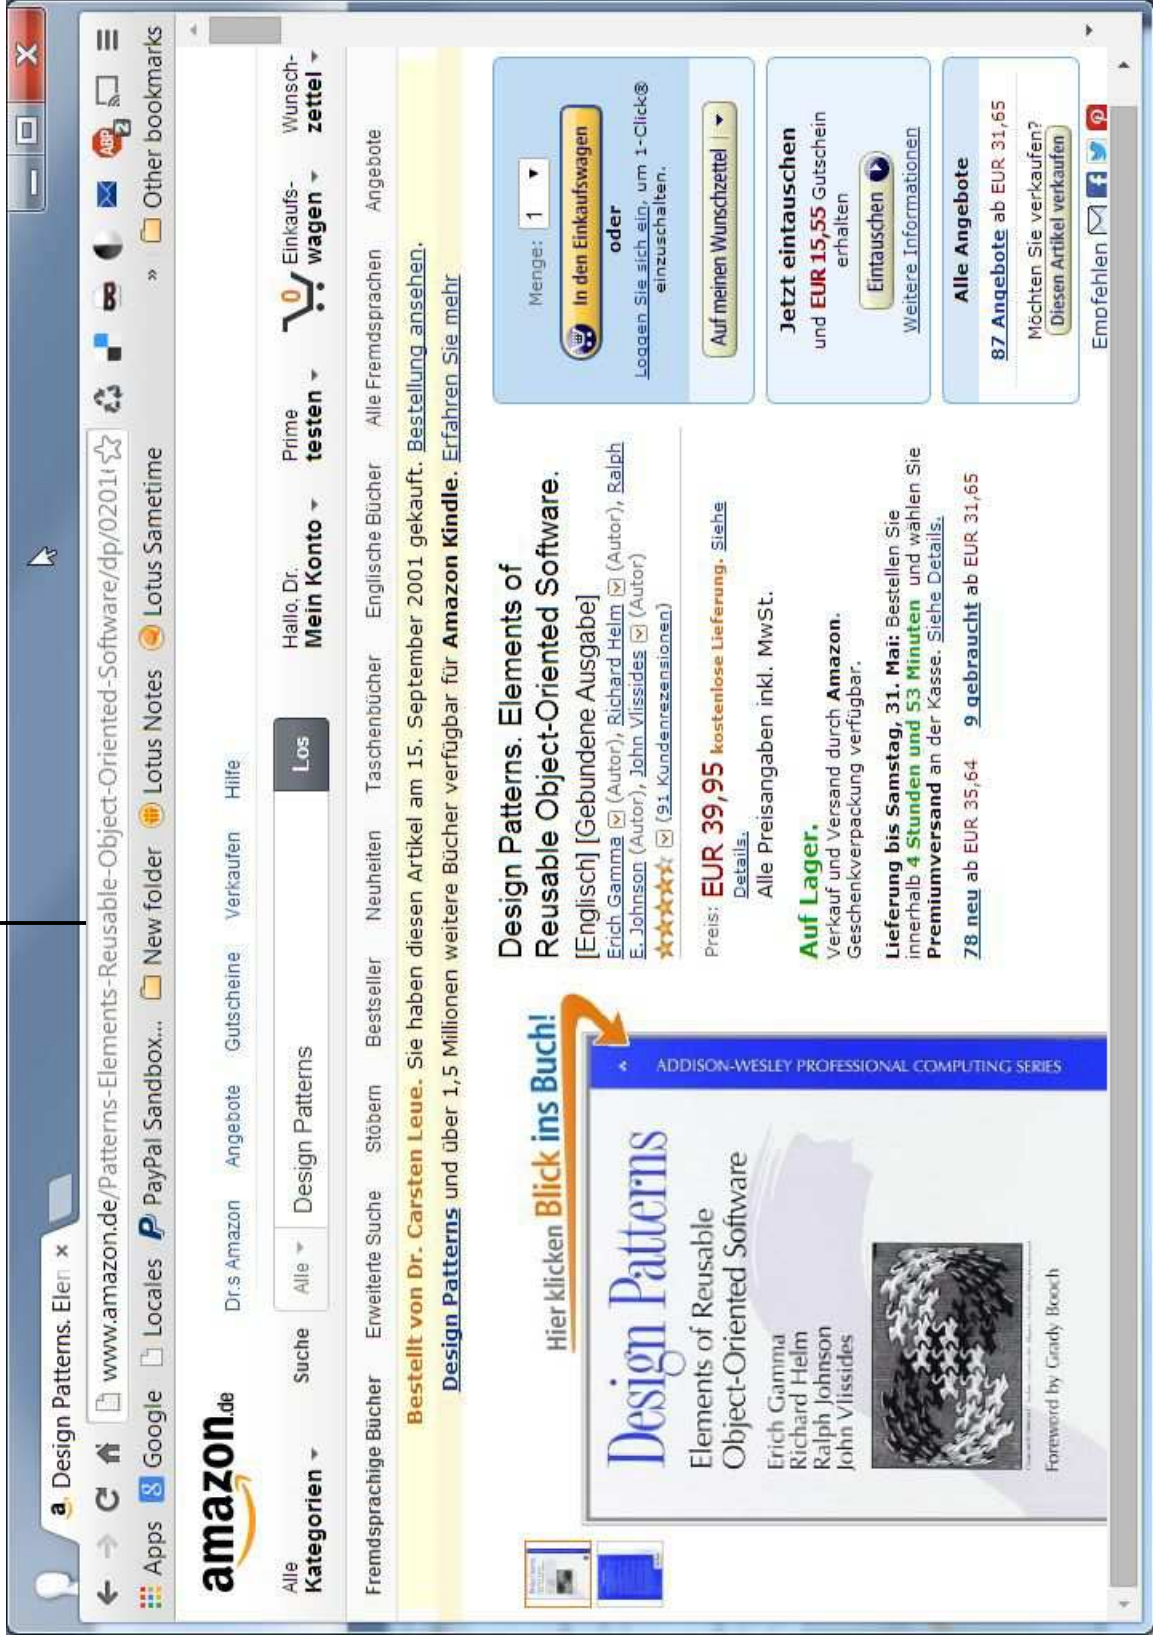 a Design Patterns. Elen ×
www.amazon.de/Patterns-Elements-Reusable-Object-Oriented-Software/dp/0201
Apps Google Locales PayPal Sandbox... New folder Lotus Notes Lotus Sametime » Other bookmarks
ABP 2
amazon.de
Dr.s Amazon Angebote Gutscheine Verkaufen Hilfe
Alle
Kategorien
Suche Alle Design Patterns Los
Hallo, Dr.
Mein Konto
Prime
testen
0 Einkaufs-
wagen
Wunsch-
zettel
Fremdsprachige Bücher Erweiterte Suche Stöbern Bestseller Neuheiten Taschenbücher Englische Bücher Alle Fremdsprachen Angebote
Bestellt von Dr. Carsten Leue. Sie haben diesen Artikel am 15. September 2001 gekauft. Bestellung ansehen.
Design Patterns und über 1,5 Millionen weitere Bücher verfügbar für Amazon Kindle. Erfahren Sie mehr
Hier klicken Blick ins Buch!
ADDISON-WESLEY PROFESSIONAL COMPUTING SERIES
Design Patterns
Elements of Reusable
Object-Oriented Software
Erich Gamma
Richard Helm
Ralph Johnson
John Vlissides
Foreword by Grady Booch
Design Patterns. Elements of
Reusable Object-Oriented Software.
[Englisch] [Gebundene Ausgabe]
Erich Gamma (Autor), Richard Helm (Autor), Ralph
E. Johnson (Autor), John Vlissides (Autor)
(91 Kundenrezensionen)
Preis: EUR 39,95 kostenlose Lieferung. Siehe
Details.
Alle Preisangaben inkl. MwSt.
Auf Lager.
Verkauf und Versand durch Amazon.
Geschenkverpackung verfügbar.
Lieferung bis Samstag, 31. Mai: Bestellen Sie
innerhalb 4 Stunden und 53 Minuten und wählen Sie
Premiumversand an der Kasse. Siehe Details.
78 neu ab EUR 35,64 9 gebraucht ab EUR 31,65
Menge: 1
In den Einkaufswagen
oder
Loggen Sie sich ein, um 1-Click®
einzuschalten.
Auf meinen Wunschzettel
Jetzt eintauschen
und EUR 15,55 Gutschein
erhalten
Eintauschen
Weitere Informationen
Alle Angebote
87 Angebote ab EUR 31,65
Möchten Sie verkaufen?
Diesen Artikel verkaufen
Empfehlen